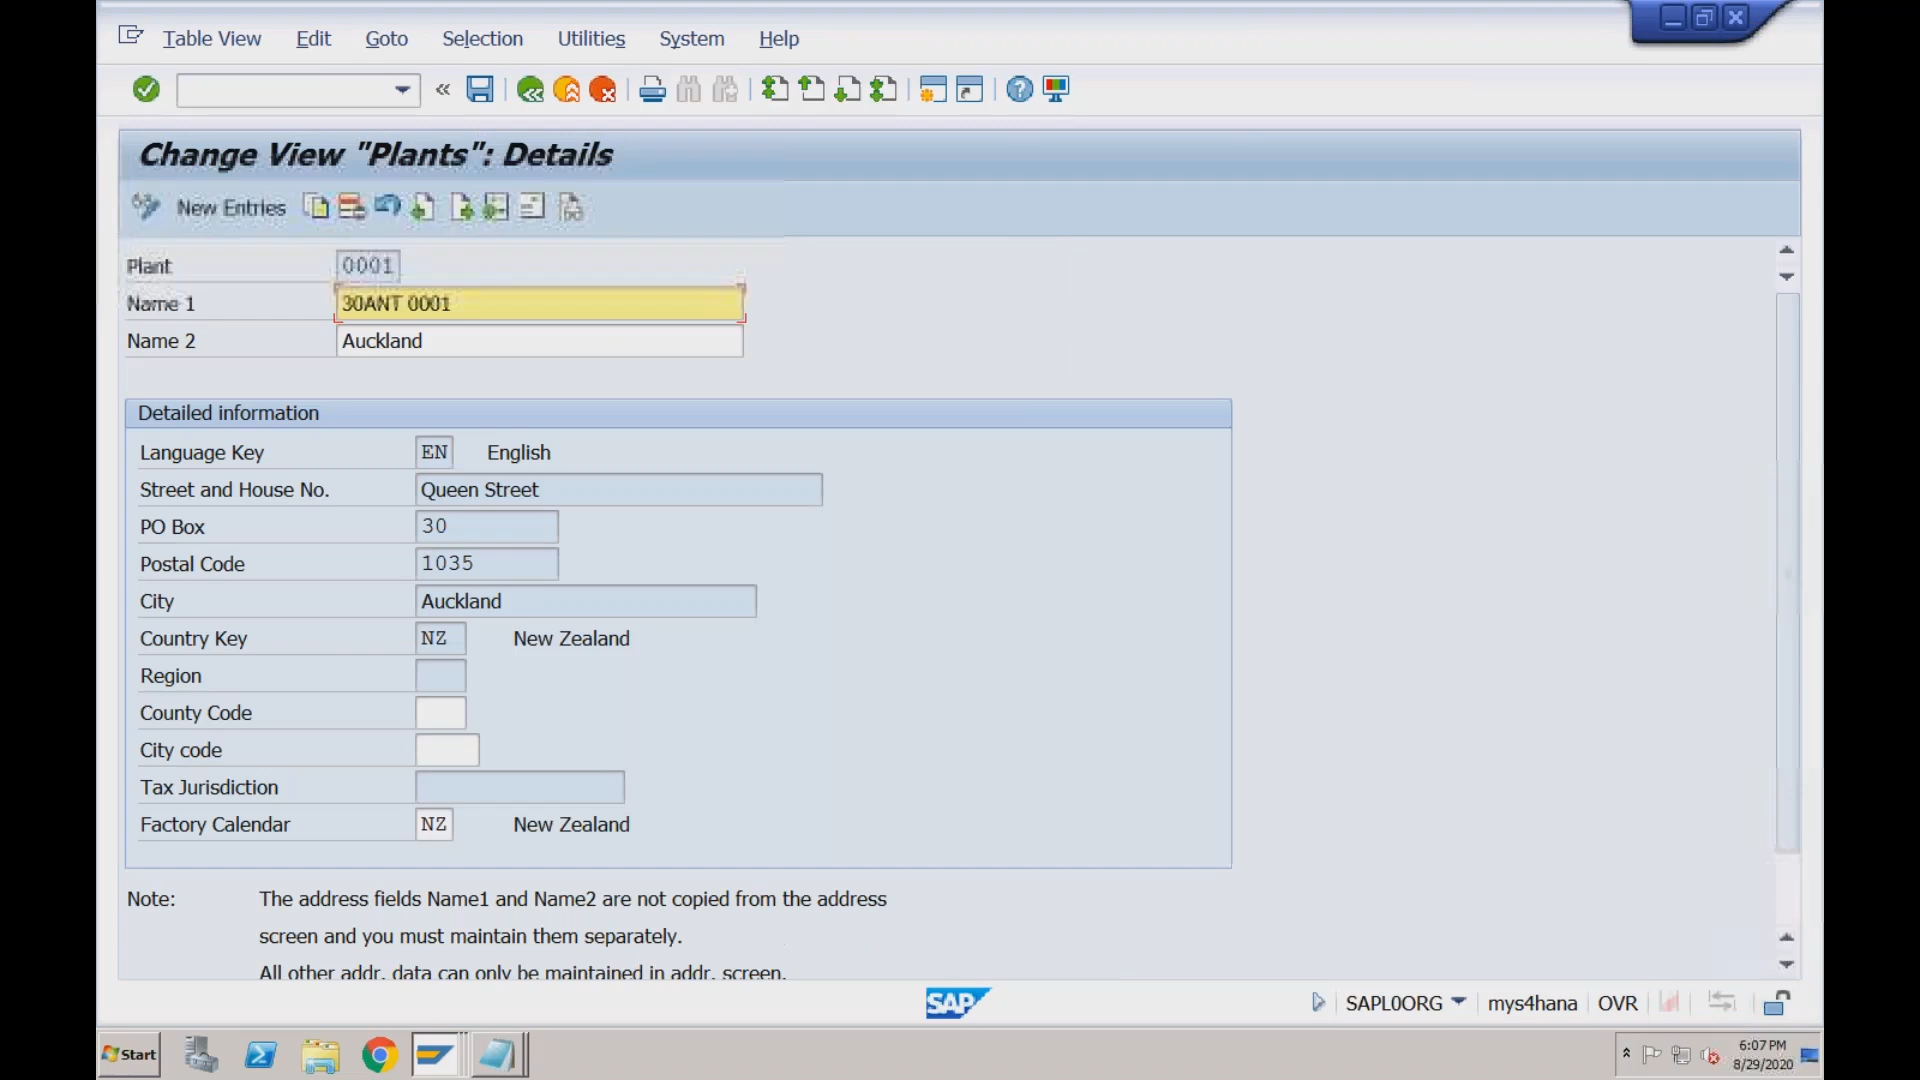 Table View Edit Goto Selection Utilities System Help
Change View "Plants": Details
New Entries
Plant 0001
Name 1 30ANT 0001
Name 2 Auckland
Detailed information
Language Key EN English
Street and House No. Queen Street
PO Box 30
Postal Code 1035
City Auckland
Country Key NZ New Zealand
Region
County Code
City code
Tax Jurisdiction
Factory Calendar NZ New Zealand
Note: The address fields Name1 and Name2 are not copied from the address
screen and you must maintain them separately.
All other addr. data can only be maintained in addr. screen.
SAP SAPL0ORG mys4hana OVR
Start 6:07 PM
8/29/2020